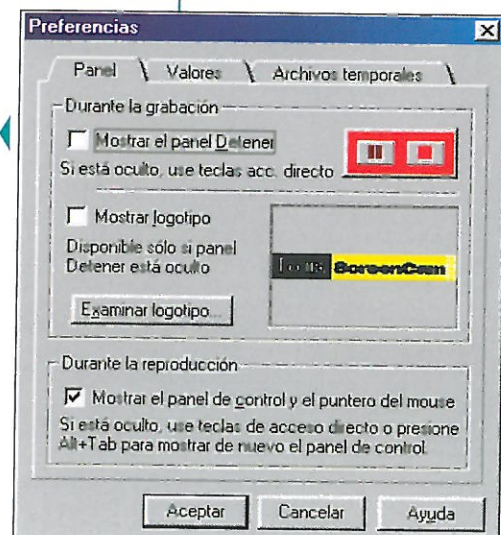 Preferencias
Panel Valores Archivos temporales
Durante la grabación
Mostrar el panel Detener
Si está oculto, use teclas acc. directo
Mostrar logotipo
Disponible sólo si panel
Detener está oculto
Lotus ScreenCam
Examinar logotipo...
Durante la reproducción
Mostrar el panel de control y el puntero del mouse
Si está oculto, use teclas de acceso directo o presione
Alt+Tab para mostrar de nuevo el panel de control.
Aceptar Cancelar Ayuda